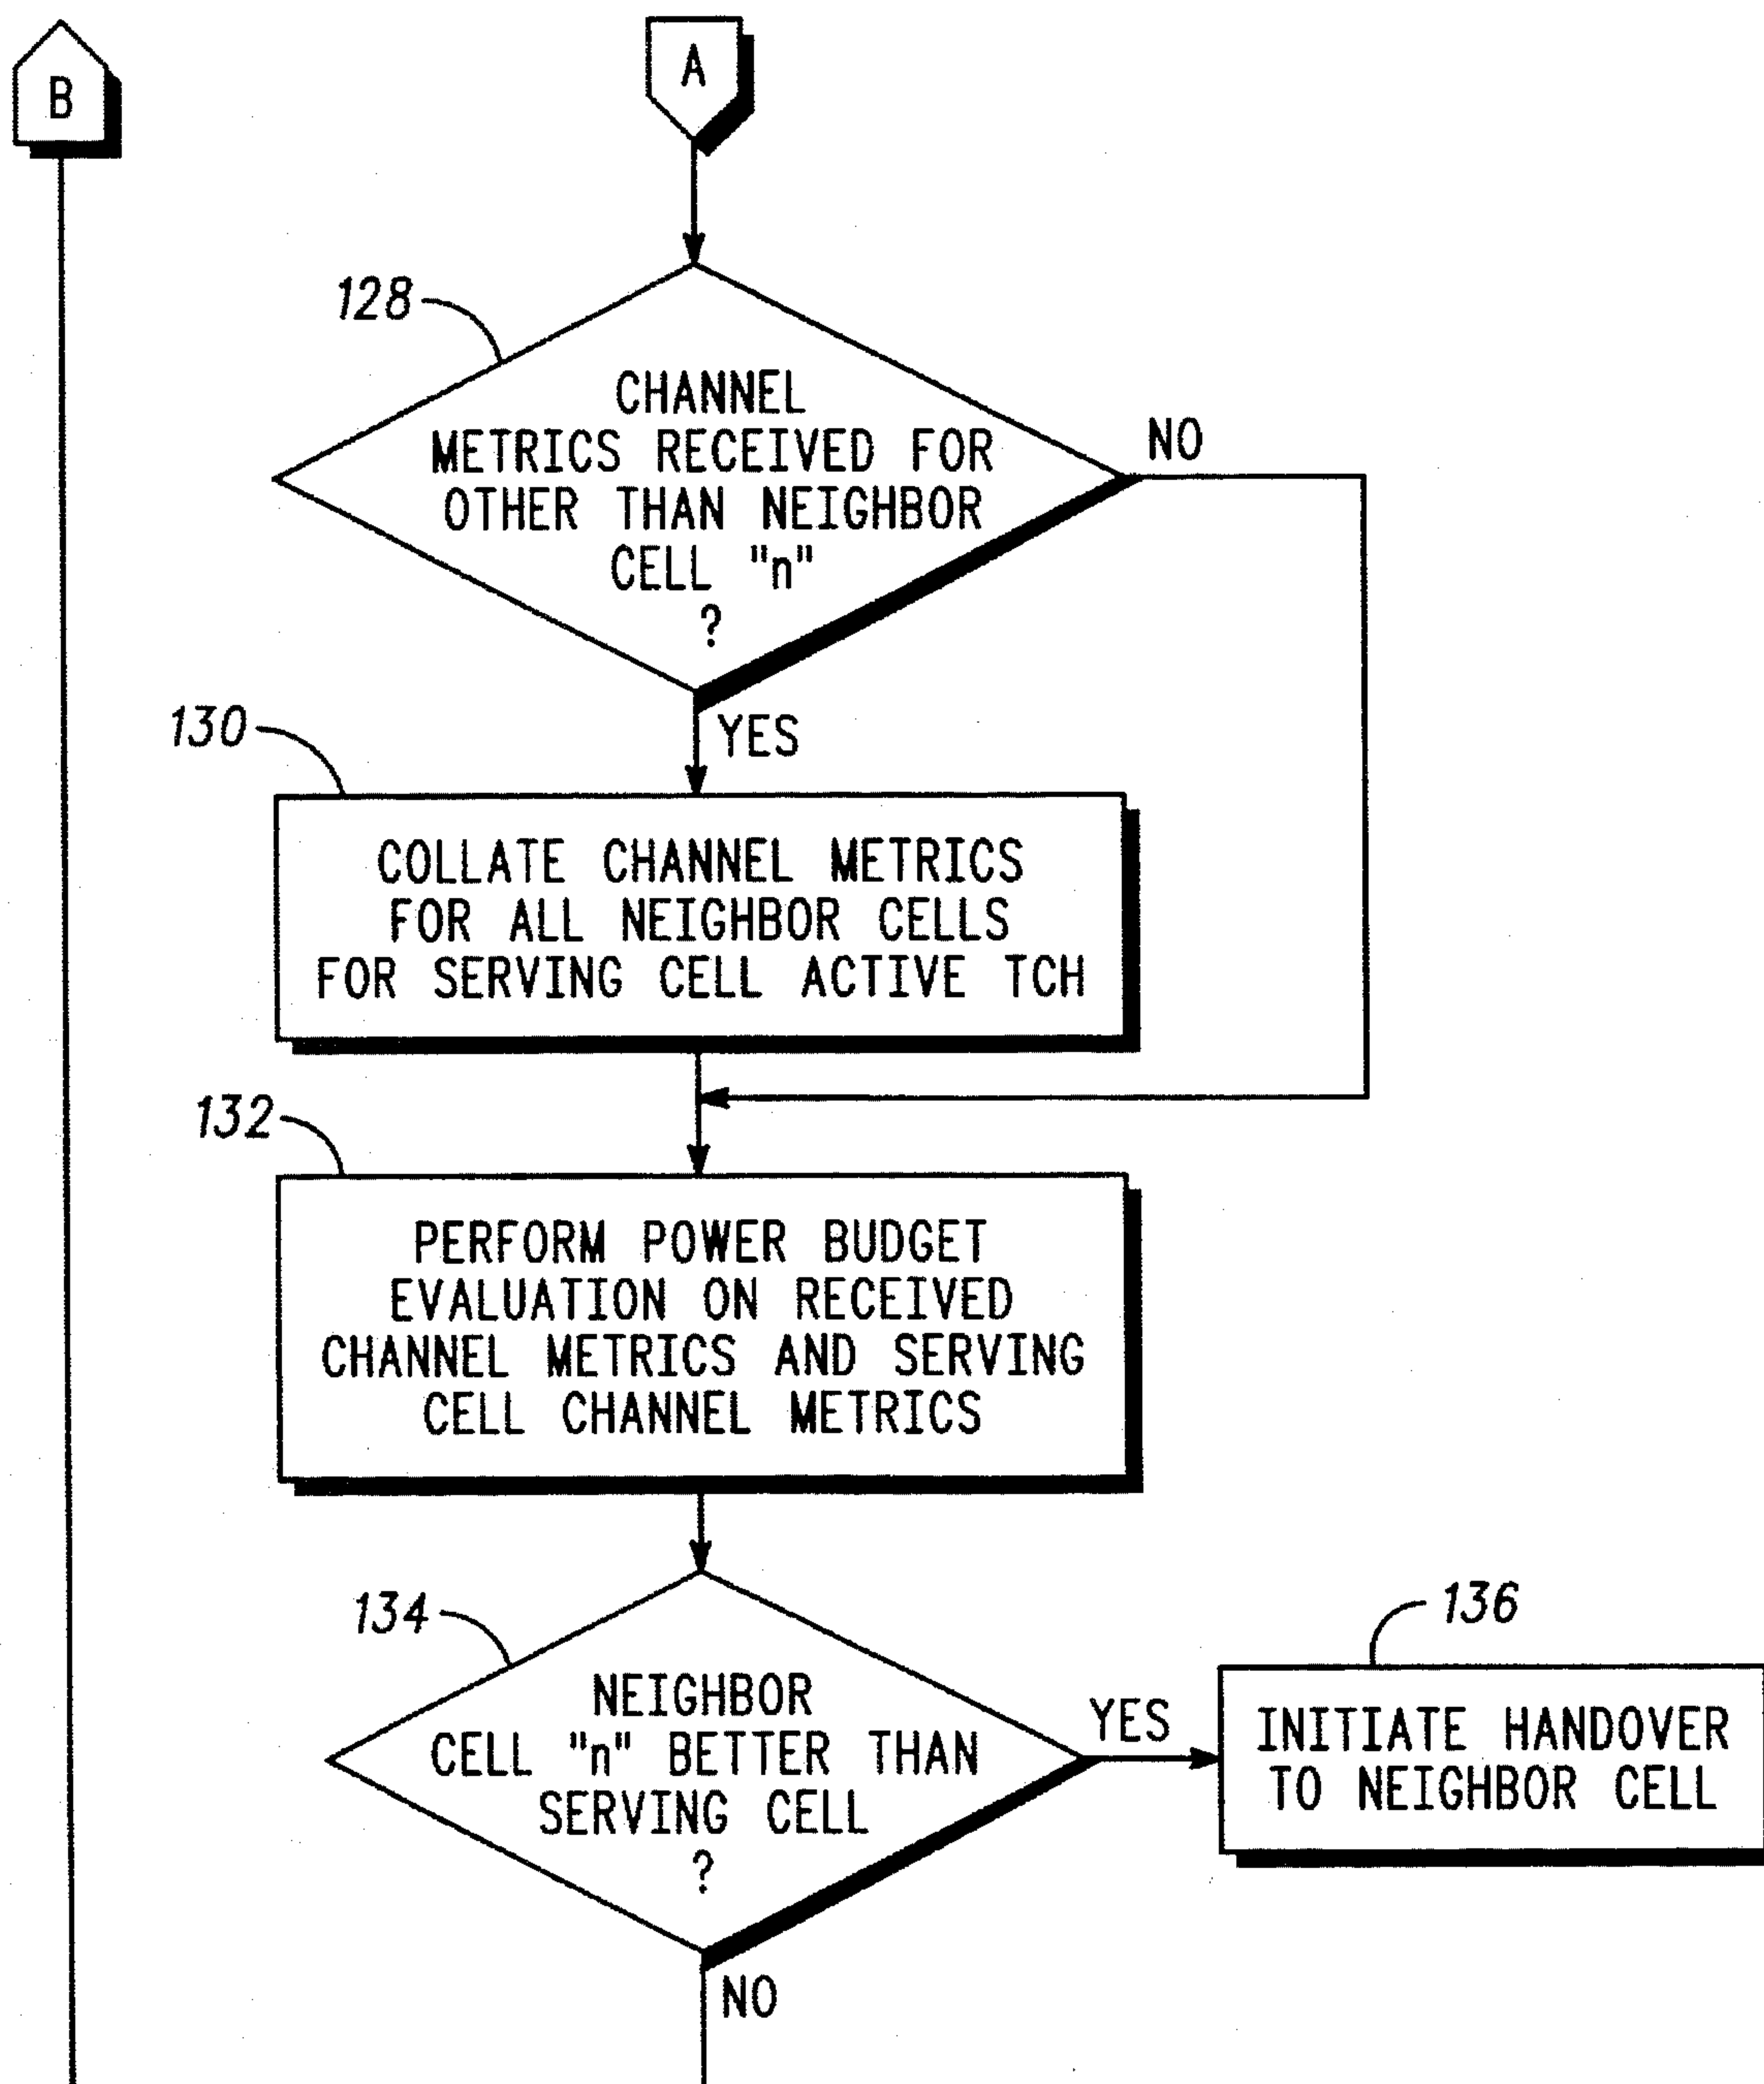 B
A
128
CHANNEL
METRICS RECEIVED FOR
OTHER THAN NEIGHBOR
CELL "n"
?
NO
YES
130
COLLATE CHANNEL METRICS
FOR ALL NEIGHBOR CELLS
FOR SERVING CELL ACTIVE TCH
132
PERFORM POWER BUDGET
EVALUATION ON RECEIVED
CHANNEL METRICS AND SERVING
CELL CHANNEL METRICS
134
NEIGHBOR
CELL "n" BETTER THAN
SERVING CELL
?
YES
136
INITIATE HANDOVER
TO NEIGHBOR CELL
NO